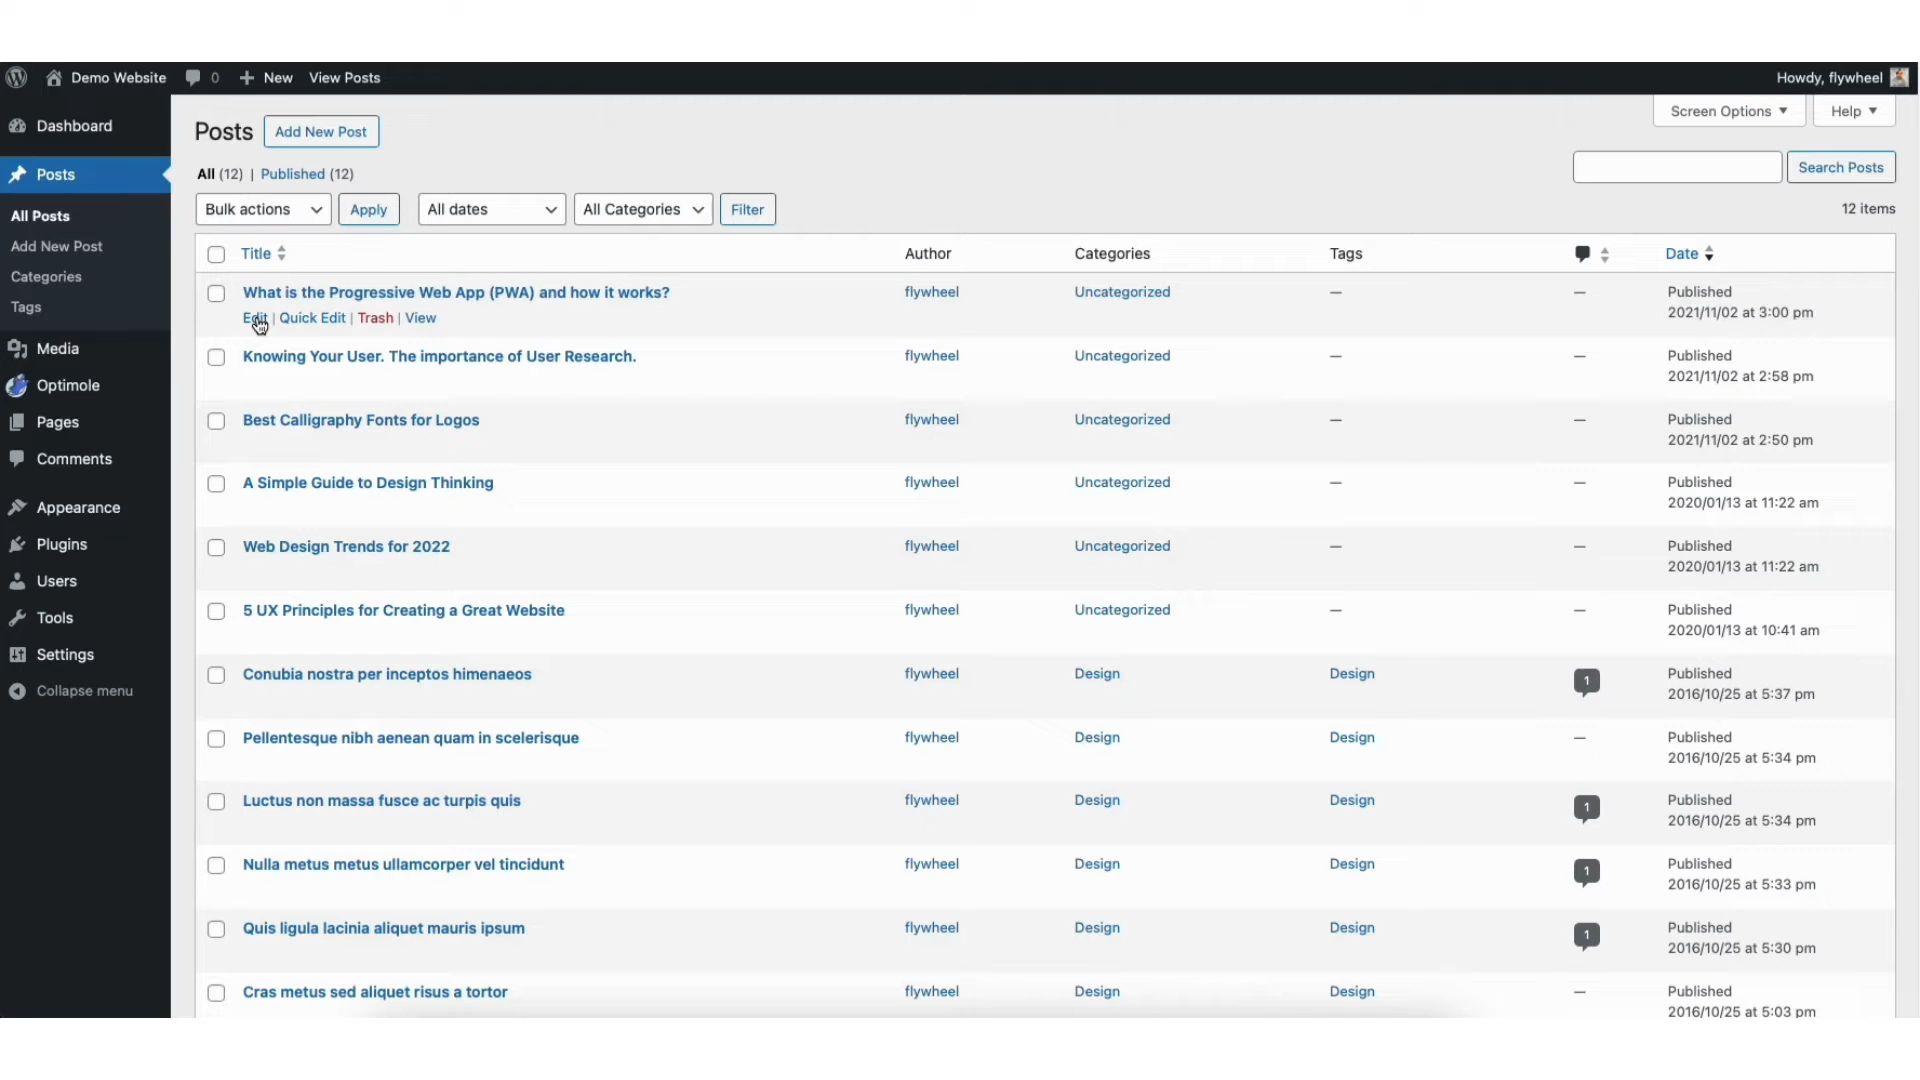 Demo Website 0 New View Posts Howdy, flywheel
Dashboard
Posts
All Posts
Add New Post
Categories
Tags
Media
Optimole
Pages
Comments
Appearance
Plugins
Users
Tools
Settings
Collapse menu
Screen Options Help
Posts Add New Post
All (12) | Published (12)
Search Posts
Bulk actions Apply All dates All Categories Filter 12 items
Title Author Categories Tags Date
What is the Progressive Web App (PWA) and how it works? flywheel Uncategorized — — Published
Edit | Quick Edit | Trash | View 2021/11/02 at 3:00 pm
Knowing Your User. The importance of User Research. flywheel Uncategorized — — Published
2021/11/02 at 2:58 pm
Best Calligraphy Fonts for Logos flywheel Uncategorized — — Published
2021/11/02 at 2:50 pm
A Simple Guide to Design Thinking flywheel Uncategorized — — Published
2020/01/13 at 11:22 am
Web Design Trends for 2022 flywheel Uncategorized — — Published
2020/01/13 at 11:22 am
5 UX Principles for Creating a Great Website flywheel Uncategorized — — Published
2020/01/13 at 10:41 am
Conubia nostra per inceptos himenaeos flywheel Design Design 1 Published
2016/10/25 at 5:37 pm
Pellentesque nibh aenean quam in scelerisque flywheel Design Design — Published
2016/10/25 at 5:34 pm
Luctus non massa fusce ac turpis quis flywheel Design Design 1 Published
2016/10/25 at 5:34 pm
Nulla metus metus ullamcorper vel tincidunt flywheel Design Design 1 Published
2016/10/25 at 5:33 pm
Quis ligula lacinia aliquet mauris ipsum flywheel Design Design 1 Published
2016/10/25 at 5:30 pm
Cras metus sed aliquet risus a tortor flywheel Design Design — Published
2016/10/25 at 5:03 pm